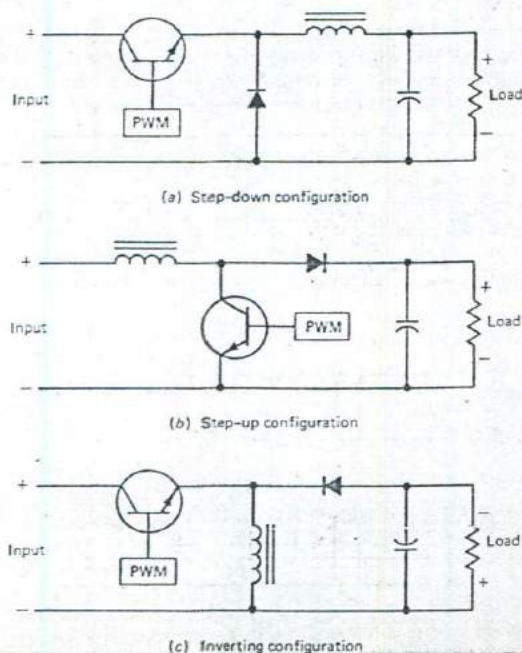 +
Input
PWM
+
Load
−
−
(a) Step-down configuration
+
+
Input
PWM
Load
−
−
(b) Step-up configuration
+
−
Input
PWM
Load
+
−
(c) Inverting configuration